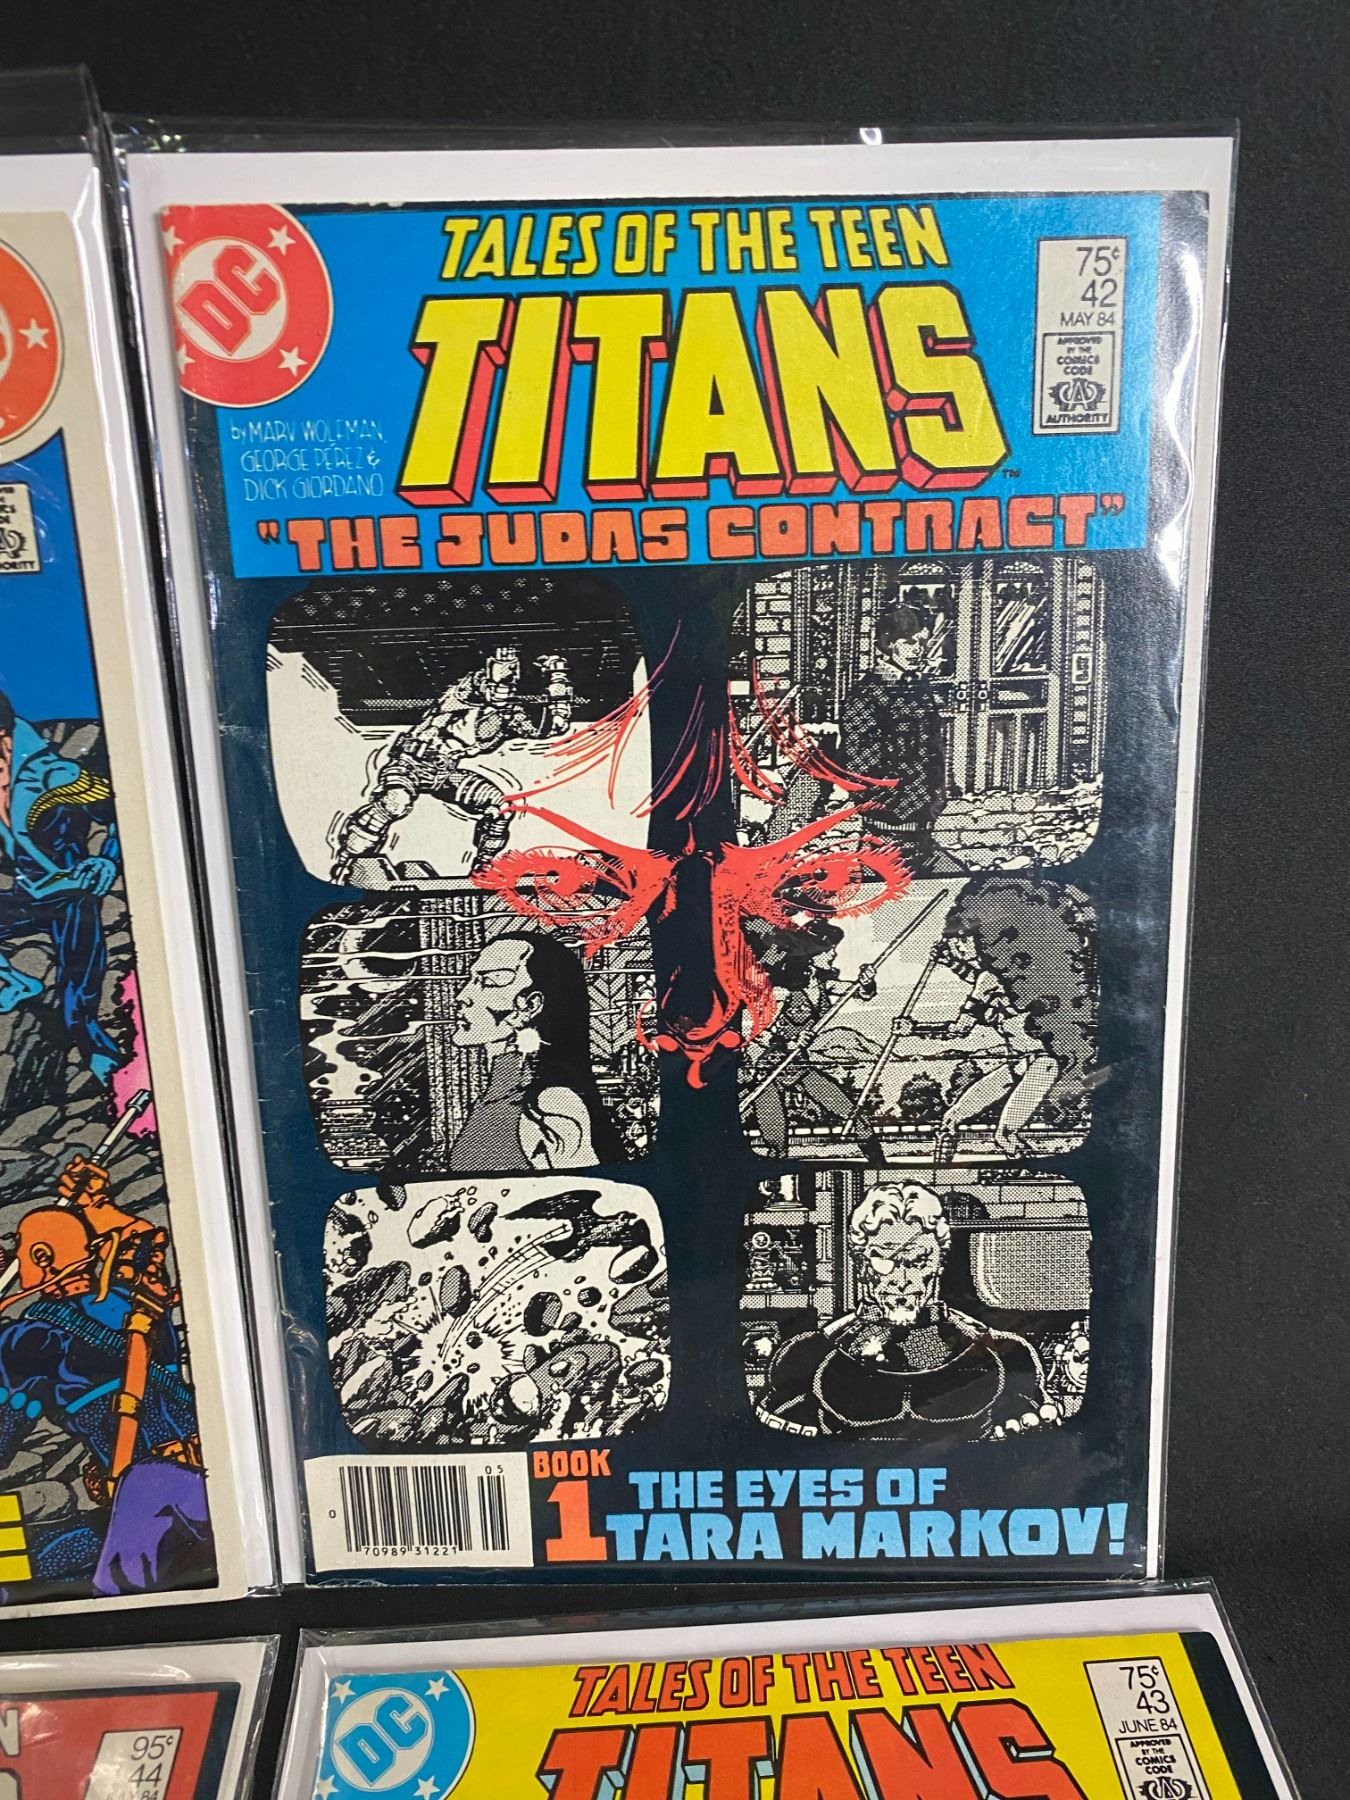 DC
TALES OF THE TEEN
TITANS
TM
75¢
42
MAY 84
APPROVED
BY THE
COMICS
CODE
AUTHORITY
by MARV WOLFMAN,
GEORGE PEREZ &
DICK GIORDANO
"THE JUDAS CONTRACT"
BOOK
1
THE EYES OF
TARA MARKOV!
05
0
70989 31221
TALES OF THE TEEN
TITANS
DC
75¢
43
JUNE 84
APPROVED
BY THE
COMICS
CODE
95¢
44